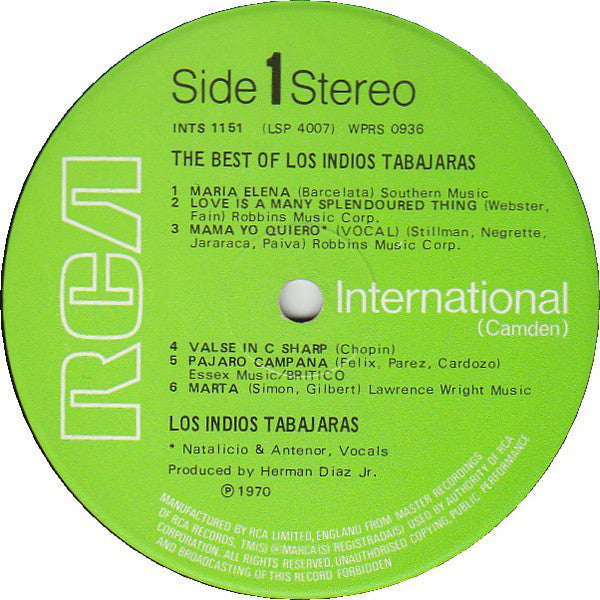 Side 1 Stereo
INTS 1151 (LSP 4007) WPRS 0936
THE BEST OF LOS INDIOS TABAJARAS
1 MARIA ELENA (Barcelata) Southern Music
2 LOVE IS A MANY SPLENDOURED THING (Webster,
Fain) Robbins Music Corp.
3 MAMA YO QUIERO* (VOCAL) (Stillman, Negrette,
Jararaca, Paiva) Robbins Music Corp.
RCA
International
(Camden)
4 VALSE IN C SHARP (Chopin)
5 PAJARO CAMPANA (Felix, Parez, Cardozo)
Essex Music/BRITICO
6 MARTA (Simon, Gilbert) Lawrence Wright Music
LOS INDIOS TABAJARAS
* Natalicio & Antenor, Vocals
Produced by Herman Diaz Jr.
℗ 1970
MANUFACTURED BY RCA LIMITED, ENGLAND FROM MASTER RECORDINGS
OF RCA RECORDS. TM(S) ® MARCA(S) REGISTRADA(S) USED BY AUTHORITY OF RCA
CORPORATION. ALL RIGHTS RESERVED. UNAUTHORISED COPYING, PUBLIC PERFORMANCE
AND BROADCASTING OF THIS RECORD FORBIDDEN